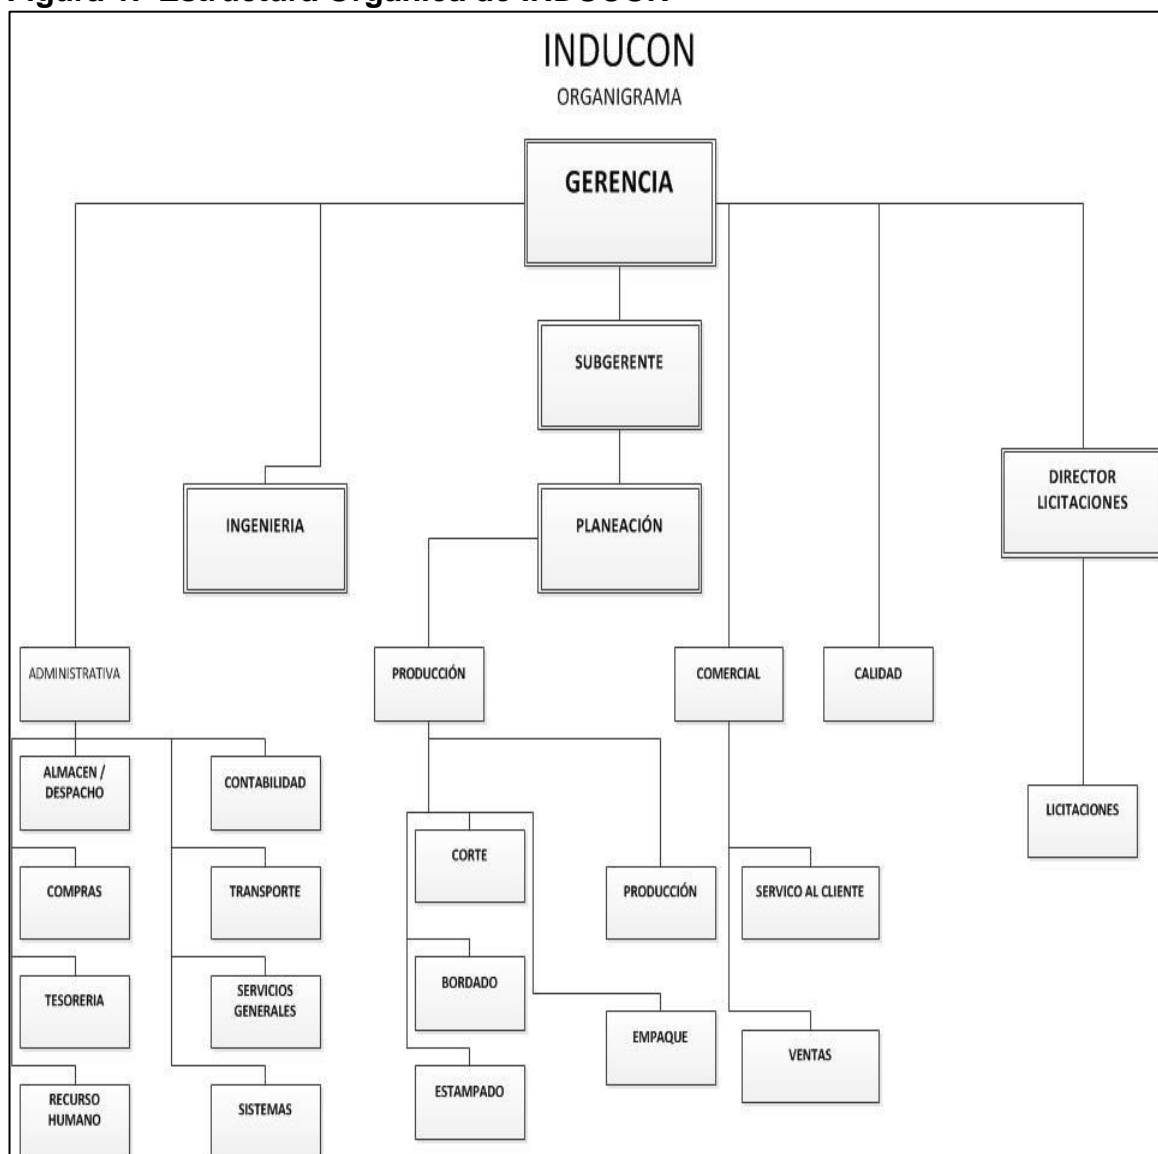 Figura 1. Estructura Orgánica de INDUCON
INDUCON
ORGANIGRAMA
GERENCIA
SUBGERENTE
DIRECTOR
LICITACIONES
INGENIERIA
PLANEACIÓN
ADMINISTRATIVA
PRODUCCIÓN
COMERCIAL
CALIDAD
ALMACEN /
DESPACHO
CONTABILIDAD
LICITACIONES
CORTE
COMPRAS
TRANSPORTE
PRODUCCIÓN
SERVICO AL CLIENTE
BORDADO
TESORERIA
SERVICIOS
GENERALES
EMPAQUE
VENTAS
ESTAMPADO
RECURSO
HUMANO
SISTEMAS